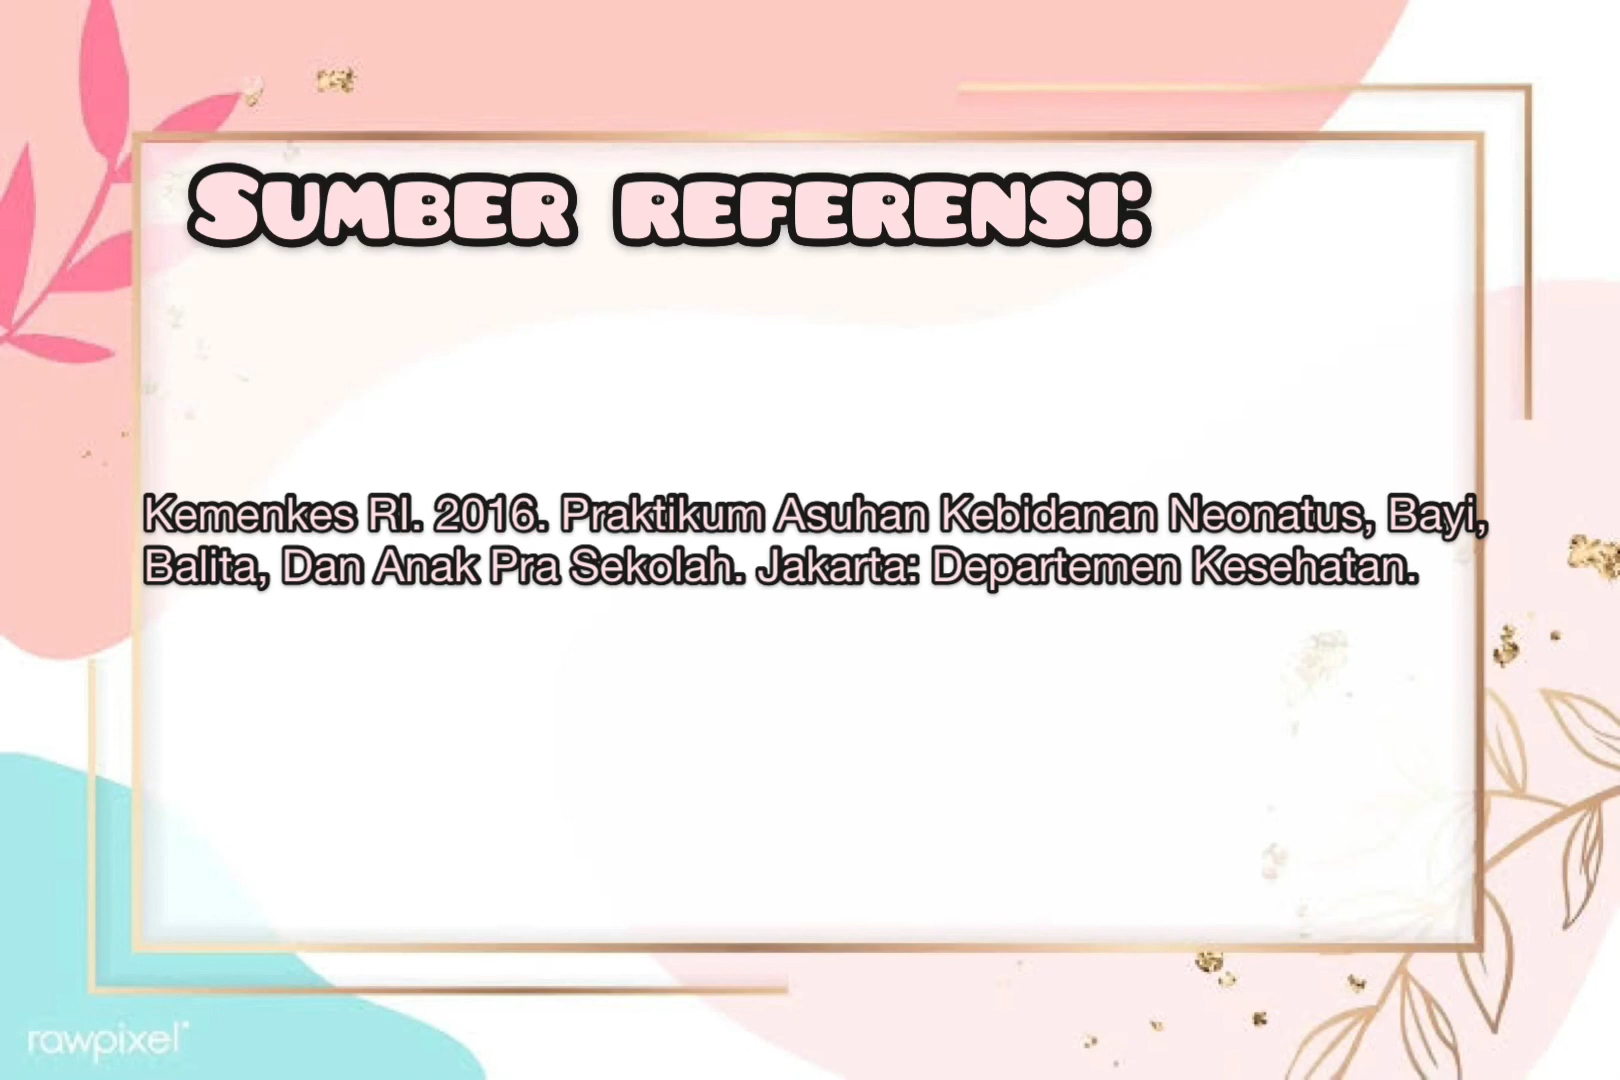 Sumber referensi:
Kemenkes RI. 2016. Praktikum Asuhan Kebidanan Neonatus, Bayi,
Balita, Dan Anak Pra Sekolah. Jakarta: Departemen Kesehatan.
rawpixel